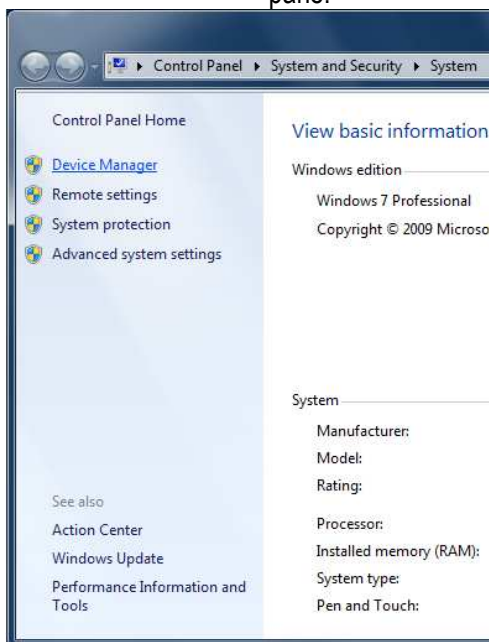 Control Panel ▸ System and Security ▸ System
Control Panel Home
Device Manager
Remote settings
System protection
Advanced system settings
See also
Action Center
Windows Update
Performance Information and
Tools
View basic information
Windows edition
Windows 7 Professional
Copyright © 2009 Microso
System
Manufacturer:
Model:
Rating:
Processor:
Installed memory (RAM):
System type:
Pen and Touch: